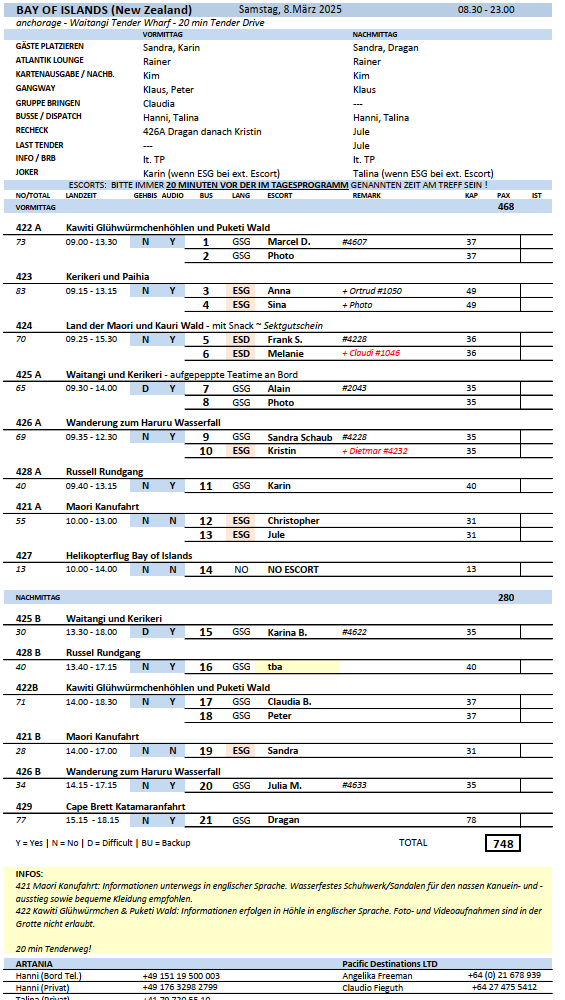 BAY OF ISLANDS (New Zealand) Samstag, 8.März 2025 08.30 - 23.00
anchorage - Waitangi Tender Wharf - 20 min Tender Drive
VORMITTAG NACHMITTAG
GÄSTE PLATZIEREN Sandra, Karin Sandra, Dragan
ATLANTIK LOUNGE Rainer Rainer
KARTENAUSGABE / NACHB. Kim Kim
GANGWAY Klaus, Peter Klaus
GRUPPE BRINGEN Claudia ---
BUSSE / DISPATCH Hanni, Talina Hanni, Talina
RECHECK 426A Dragan danach Kristin Jule
LAST TENDER --- Jule
INFO / BRB lt. TP lt. TP
JOKER Karin (wenn ESG bei ext. Escort) Talina (wenn ESG bei ext. Escort)
ESCORTS: BITTE IMMER 20 MINUTEN VOR DER IM TAGESPROGRAMM GENANNTEN ZEIT AM TREFF SEIN !
NO/TOTAL LANDZEIT GEHBIS AUDIO BUS LANG ESCORT REMARK KAP PAX IST
VORMITTAG 468
422 A Kawiti Glühwürmchenhöhlen und Puketi Wald
73 09.00 - 13.30 N Y 1 GSG Marcel D. #4607 37
2 GSG Photo 37
423 Kerikeri und Paihia
83 09.15 - 13.15 N Y 3 ESG Anna + Ortrud #1050 49
4 ESG Sina + Photo 49
424 Land der Maori und Kauri Wald - mit Snack ~ Sektgutschein
70 09.25 - 15.30 N Y 5 ESD Frank S. #4228 36
6 ESD Melanie + Claudi #1046 36
425 A Waitangi und Kerikeri - aufgepeppte Teatime an Bord
65 09.30 - 14.00 D Y 7 GSG Alain #2043 35
8 GSG Photo 35
426 A Wanderung zum Haruru Wasserfall
69 09.35 - 12.30 N Y 9 GSG Sandra Schaub #4228 35
10 ESG Kristin + Dietmar #4232 35
428 A Russell Rundgang
40 09.40 - 13.15 N Y 11 GSG Karin 40
421 A Maori Kanufahrt
55 10.00 - 13.00 N N 12 ESG Christopher 31
13 ESG Jule 31
427 Helikopterflug Bay of Islands
13 10.00 - 14.00 N N 14 NO NO ESCORT 13
NACHMITTAG 280
425 B Waitangi und Kerikeri
30 13.30 - 18.00 D Y 15 GSG Karina B. #4622 35
428 B Russel Rundgang
40 13.40 - 17.15 N Y 16 GSG tba 40
422B Kawiti Glühwürmchenhöhlen und Puketi Wald
71 14.00 - 18.30 N Y 17 GSG Claudia B. 37
18 GSG Peter 37
421 B Maori Kanufahrt
28 14.00 - 17.00 N N 19 ESG Sandra 31
426 B Wanderung zum Haruru Wasserfall
34 14.15 - 17.15 N Y 20 GSG Julia M. #4633 35
429 Cape Brett Katamaranfahrt
77 15.15 - 18.15 N Y 21 GSG Dragan 78
Y = Yes | N = No | D = Difficult | BU = Backup TOTAL 748
INFOS:
421 Maori Kanufahrt: Informationen unterwegs in englischer Sprache. Wasserfestes Schuhwerk/Sandalen für den nassen Kanuein- und -
ausstieg sowie bequeme Kleidung empfohlen.
422 Kawiti Glühwürmchen & Puketi Wald: Informationen erfolgen in Höhle in englischer Sprache. Foto- und Videoaufnahmen sind in der
Grotte nicht erlaubt.
20 min Tenderweg!
ARTANIA Pacific Destinations LTD
Hanni (Bord Tel.) +49 151 19 500 003 Angelika Freeman +64 (0) 21 678 939
Hanni (Privat) +49 176 3298 2799 Claudio Fieguth +64 27 475 5412
Talina (Privat)